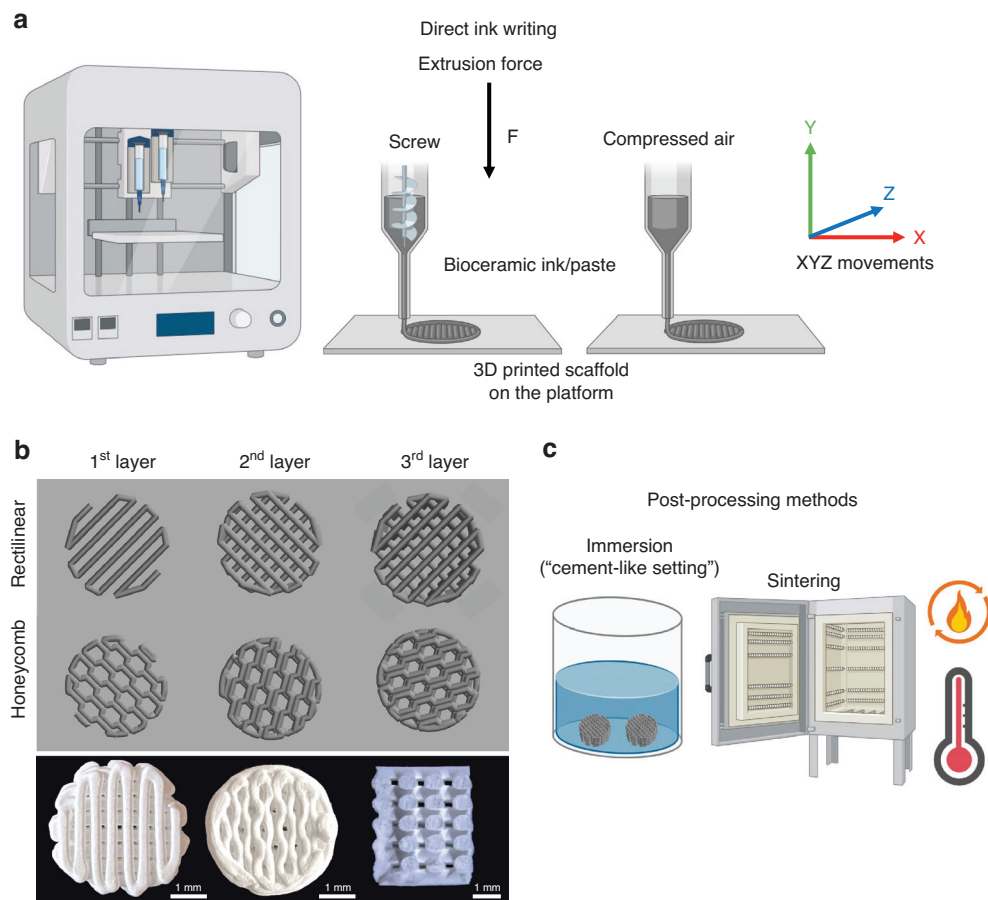 a
Direct ink writing
Extrusion force
F
Screw
Compressed air
Bioceramic ink/paste
3D printed scaffold
on the platform
Y
Z
X
XYZ movements
b
1st layer
2nd layer
3rd layer
Rectilinear
Honeycomb
1 mm
1 mm
1 mm
c
Post-processing methods
Immersion
(“cement-like setting”)
Sintering